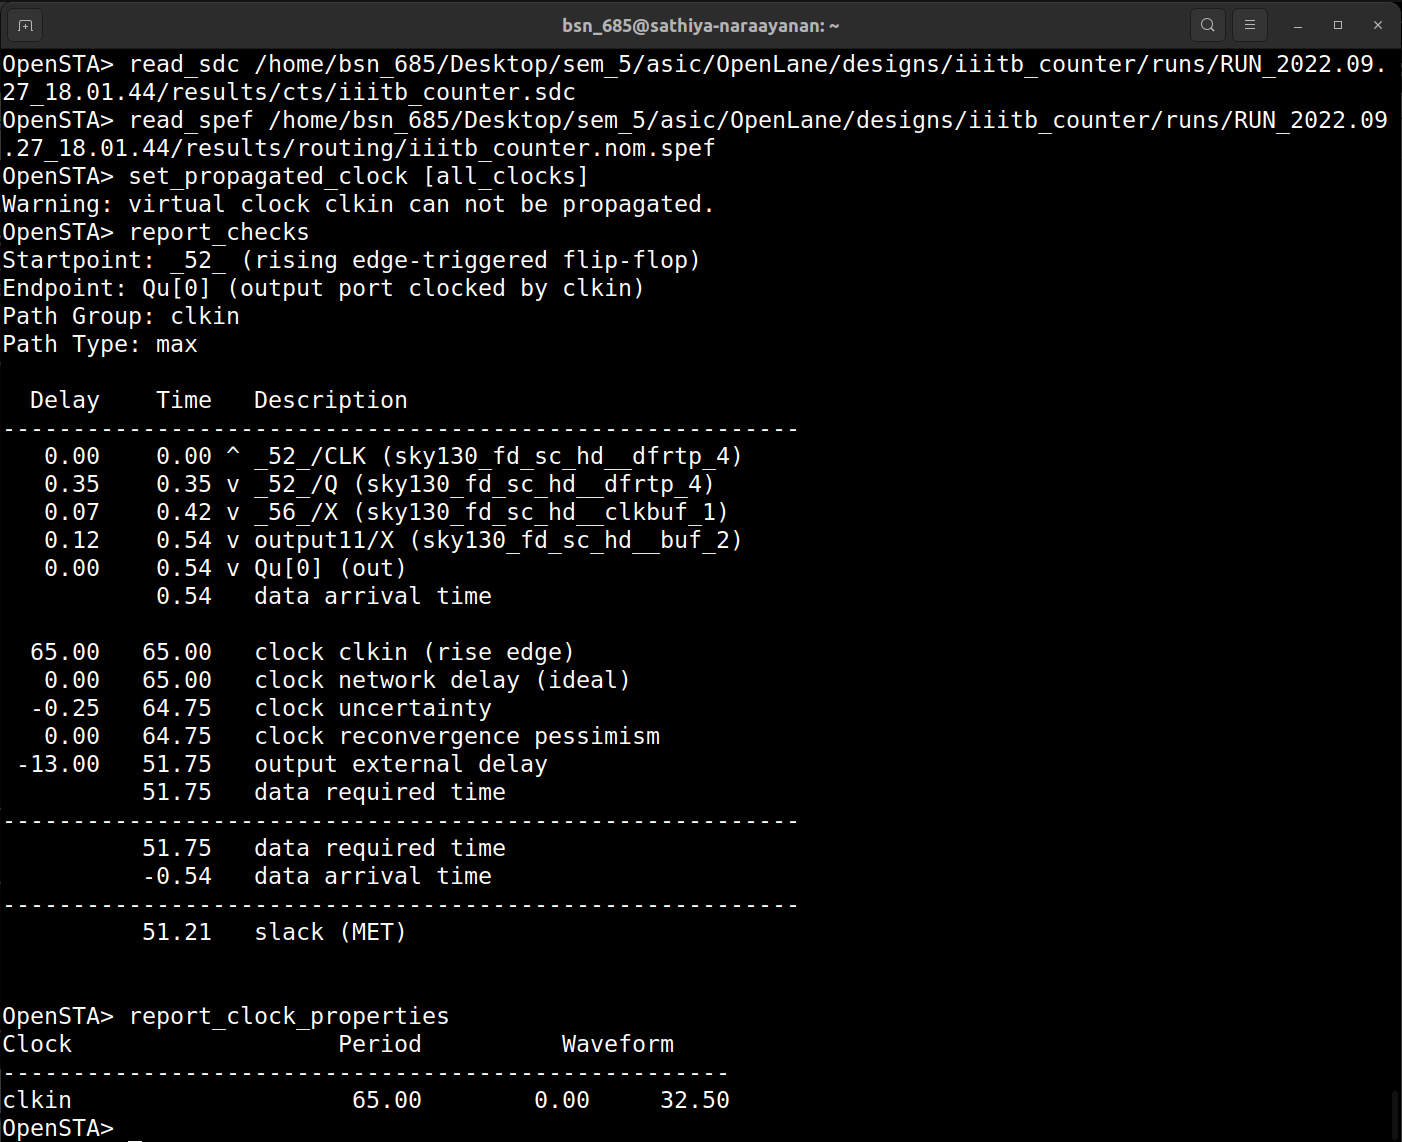 bsn_685@sathiya-naraayanan: ~
OpenSTA> read_sdc /home/bsn_685/Desktop/sem_5/asic/OpenLane/designs/iiitb_counter/runs/RUN_2022.09.
27_18.01.44/results/cts/iiitb_counter.sdc
OpenSTA> read_spef /home/bsn_685/Desktop/sem_5/asic/OpenLane/designs/iiitb_counter/runs/RUN_2022.09
.27_18.01.44/results/routing/iiitb_counter.nom.spef
OpenSTA> set_propagated_clock [all_clocks]
Warning: virtual clock clkin can not be propagated.
OpenSTA> report_checks
Startpoint: _52_ (rising edge-triggered flip-flop)
Endpoint: Qu[0] (output port clocked by clkin)
Path Group: clkin
Path Type: max
  Delay    Time   Description
---------------------------------------------------------
   0.00    0.00 ^ _52_/CLK (sky130_fd_sc_hd__dfrtp_4)
   0.35    0.35 v _52_/Q (sky130_fd_sc_hd__dfrtp_4)
   0.07    0.42 v _56_/X (sky130_fd_sc_hd__clkbuf_1)
   0.12    0.54 v output11/X (sky130_fd_sc_hd__buf_2)
   0.00    0.54 v Qu[0] (out)
           0.54   data arrival time
  65.00   65.00   clock clkin (rise edge)
   0.00   65.00   clock network delay (ideal)
  -0.25   64.75   clock uncertainty
   0.00   64.75   clock reconvergence pessimism
 -13.00   51.75   output external delay
          51.75   data required time
---------------------------------------------------------
          51.75   data required time
          -0.54   data arrival time
---------------------------------------------------------
          51.21   slack (MET)
OpenSTA> report_clock_properties
Clock                   Period          Waveform
----------------------------------------------------
clkin                    65.00        0.00     32.50
OpenSTA>